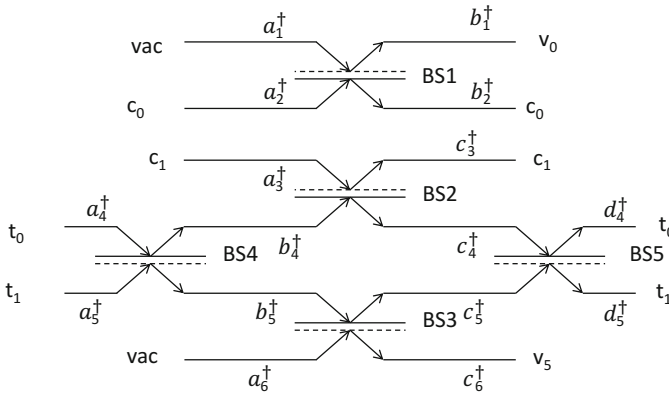 a₁† b₁†
vac v₀
BS1
c₀ a₂† b₂† c₀
c₁ c₃† c₁
a₃†
BS2
a₄† d₄†
t₀ t₀
BS4 b₄† c₄† BS5
t₁ t₁
a₅† b₅† c₅† d₅†
BS3
vac v₅
a₆† c₆†